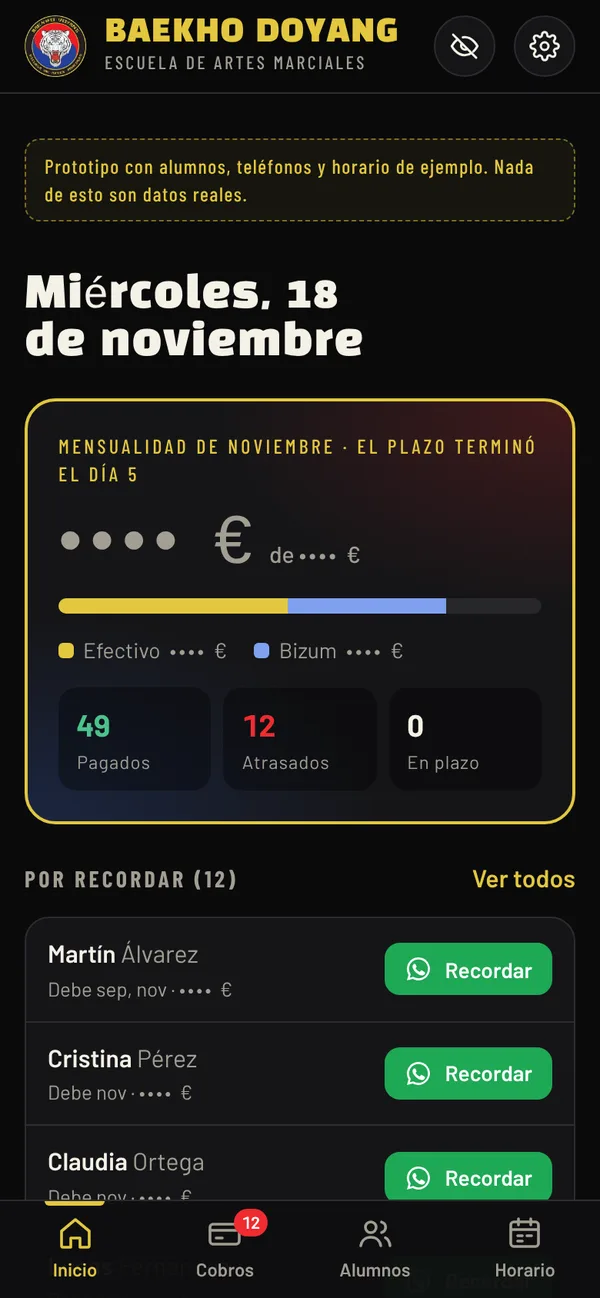 BAEKHO DOYANG
ESCUELA DE ARTES MARCIALES
Prototipo con alumnos, teléfonos y horario de ejemplo. Nada
de esto son datos reales.
Miércoles, 18
de noviembre
MENSUALIDAD DE NOVIEMBRE · EL PLAZO TERMINÓ
EL DÍA 5
•••• € de •••• €
Efectivo •••• € Bizum •••• €
49 12 0
Pagados Atrasados En plazo
POR RECORDAR (12) Ver todos
Martín Álvarez
Debe sep, nov · •••• €
Recordar
Cristina Pérez
Debe nov · •••• €
Recordar
Claudia Ortega
Debe nov · •••• €
Recordar
12
Inicio Cobros Alumnos Horario